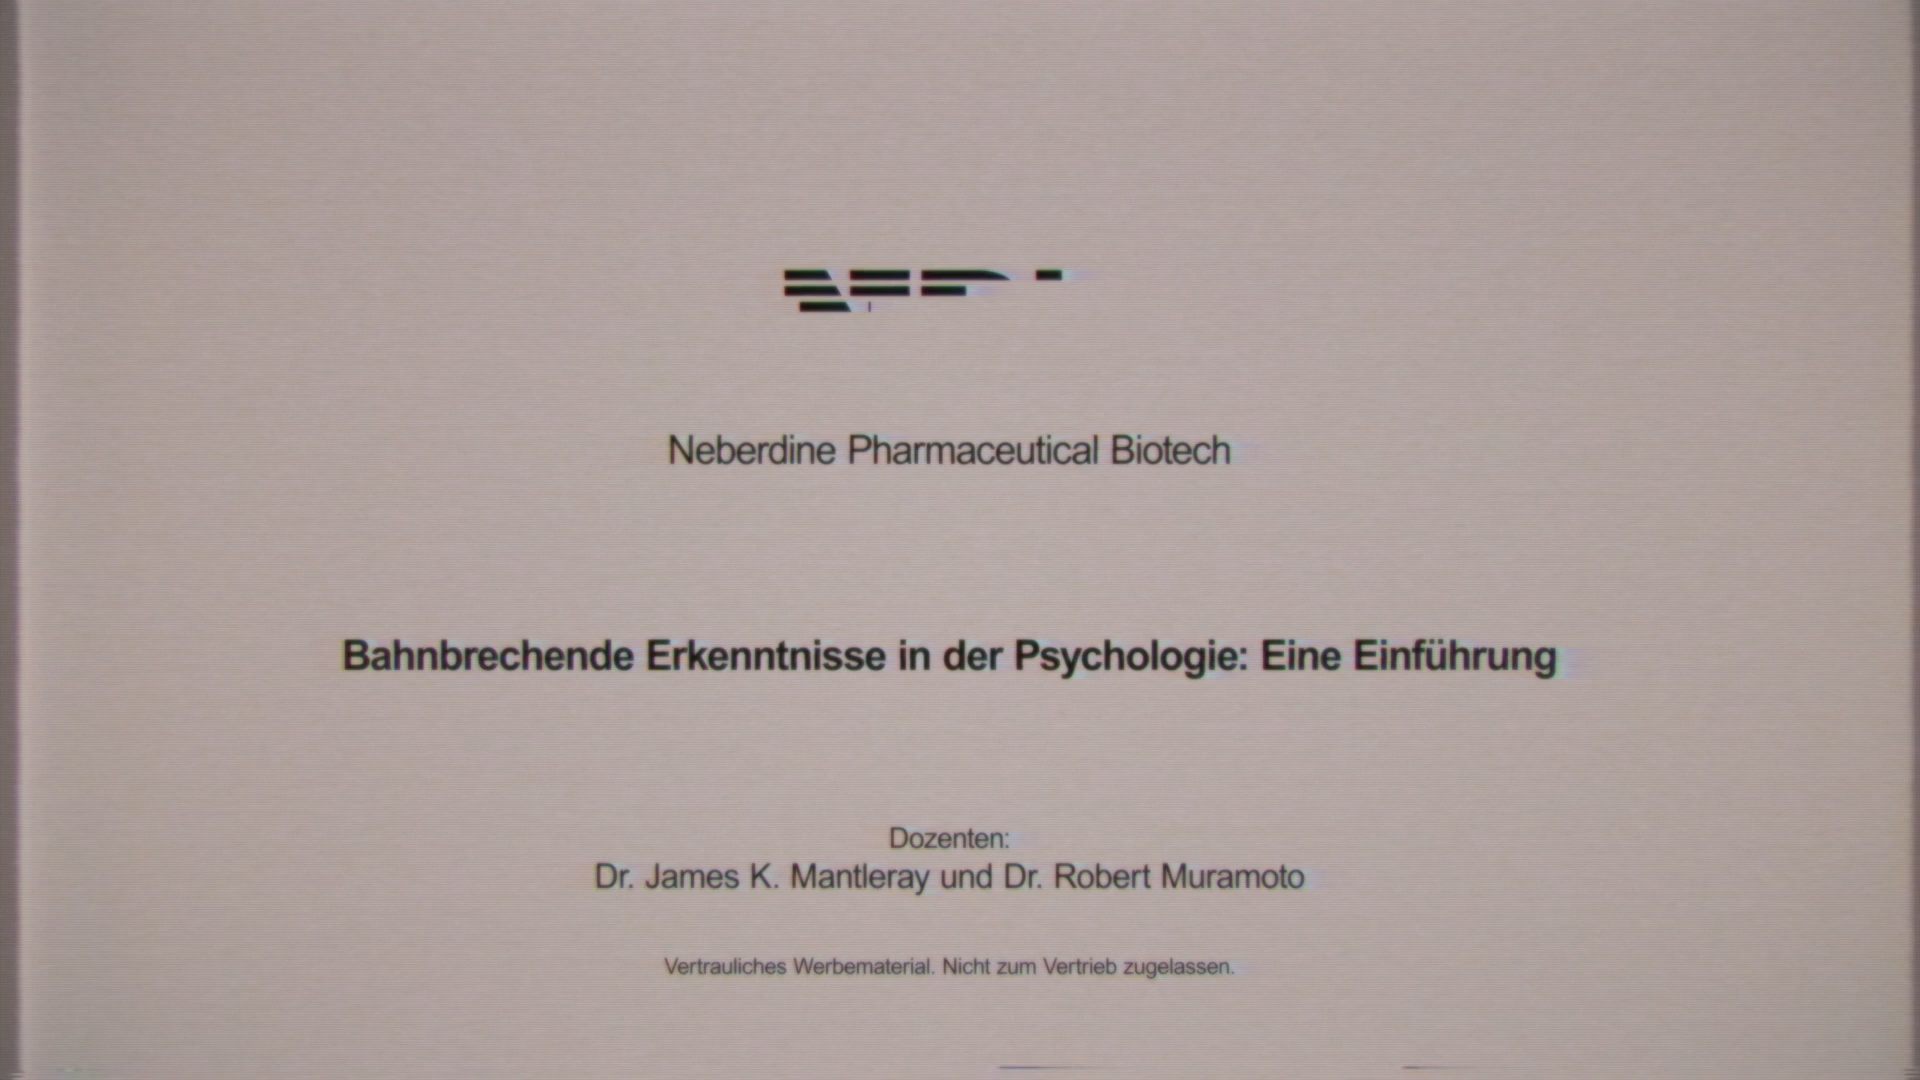 Neberdine Pharmaceutical Biotech
Bahnbrechende Erkenntnisse in der Psychologie: Eine Einführung
Dozenten:
Dr. James K. Mantleray und Dr. Robert Muramoto
Vertrauliches Werbematerial. Nicht zum Vertrieb zugelassen.